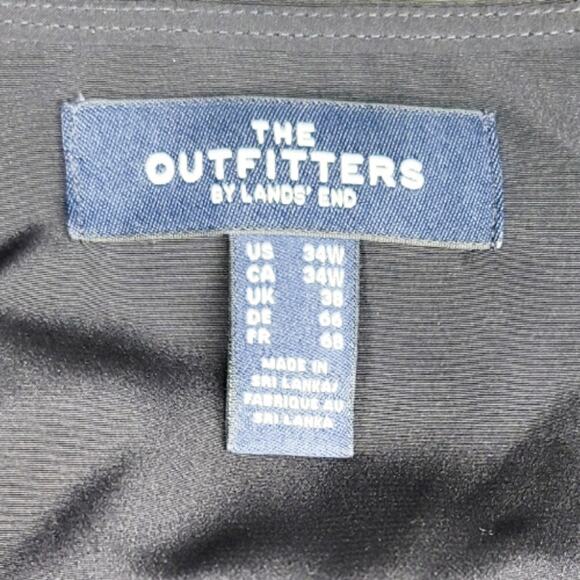 THE
OUTFITTERS
BY LANDS' END
US 34W
CA 34W
UK 38
DE 66
FR 68
MADE IN
SRI LANKA/
FABRIQUE AU
SRI LANKA